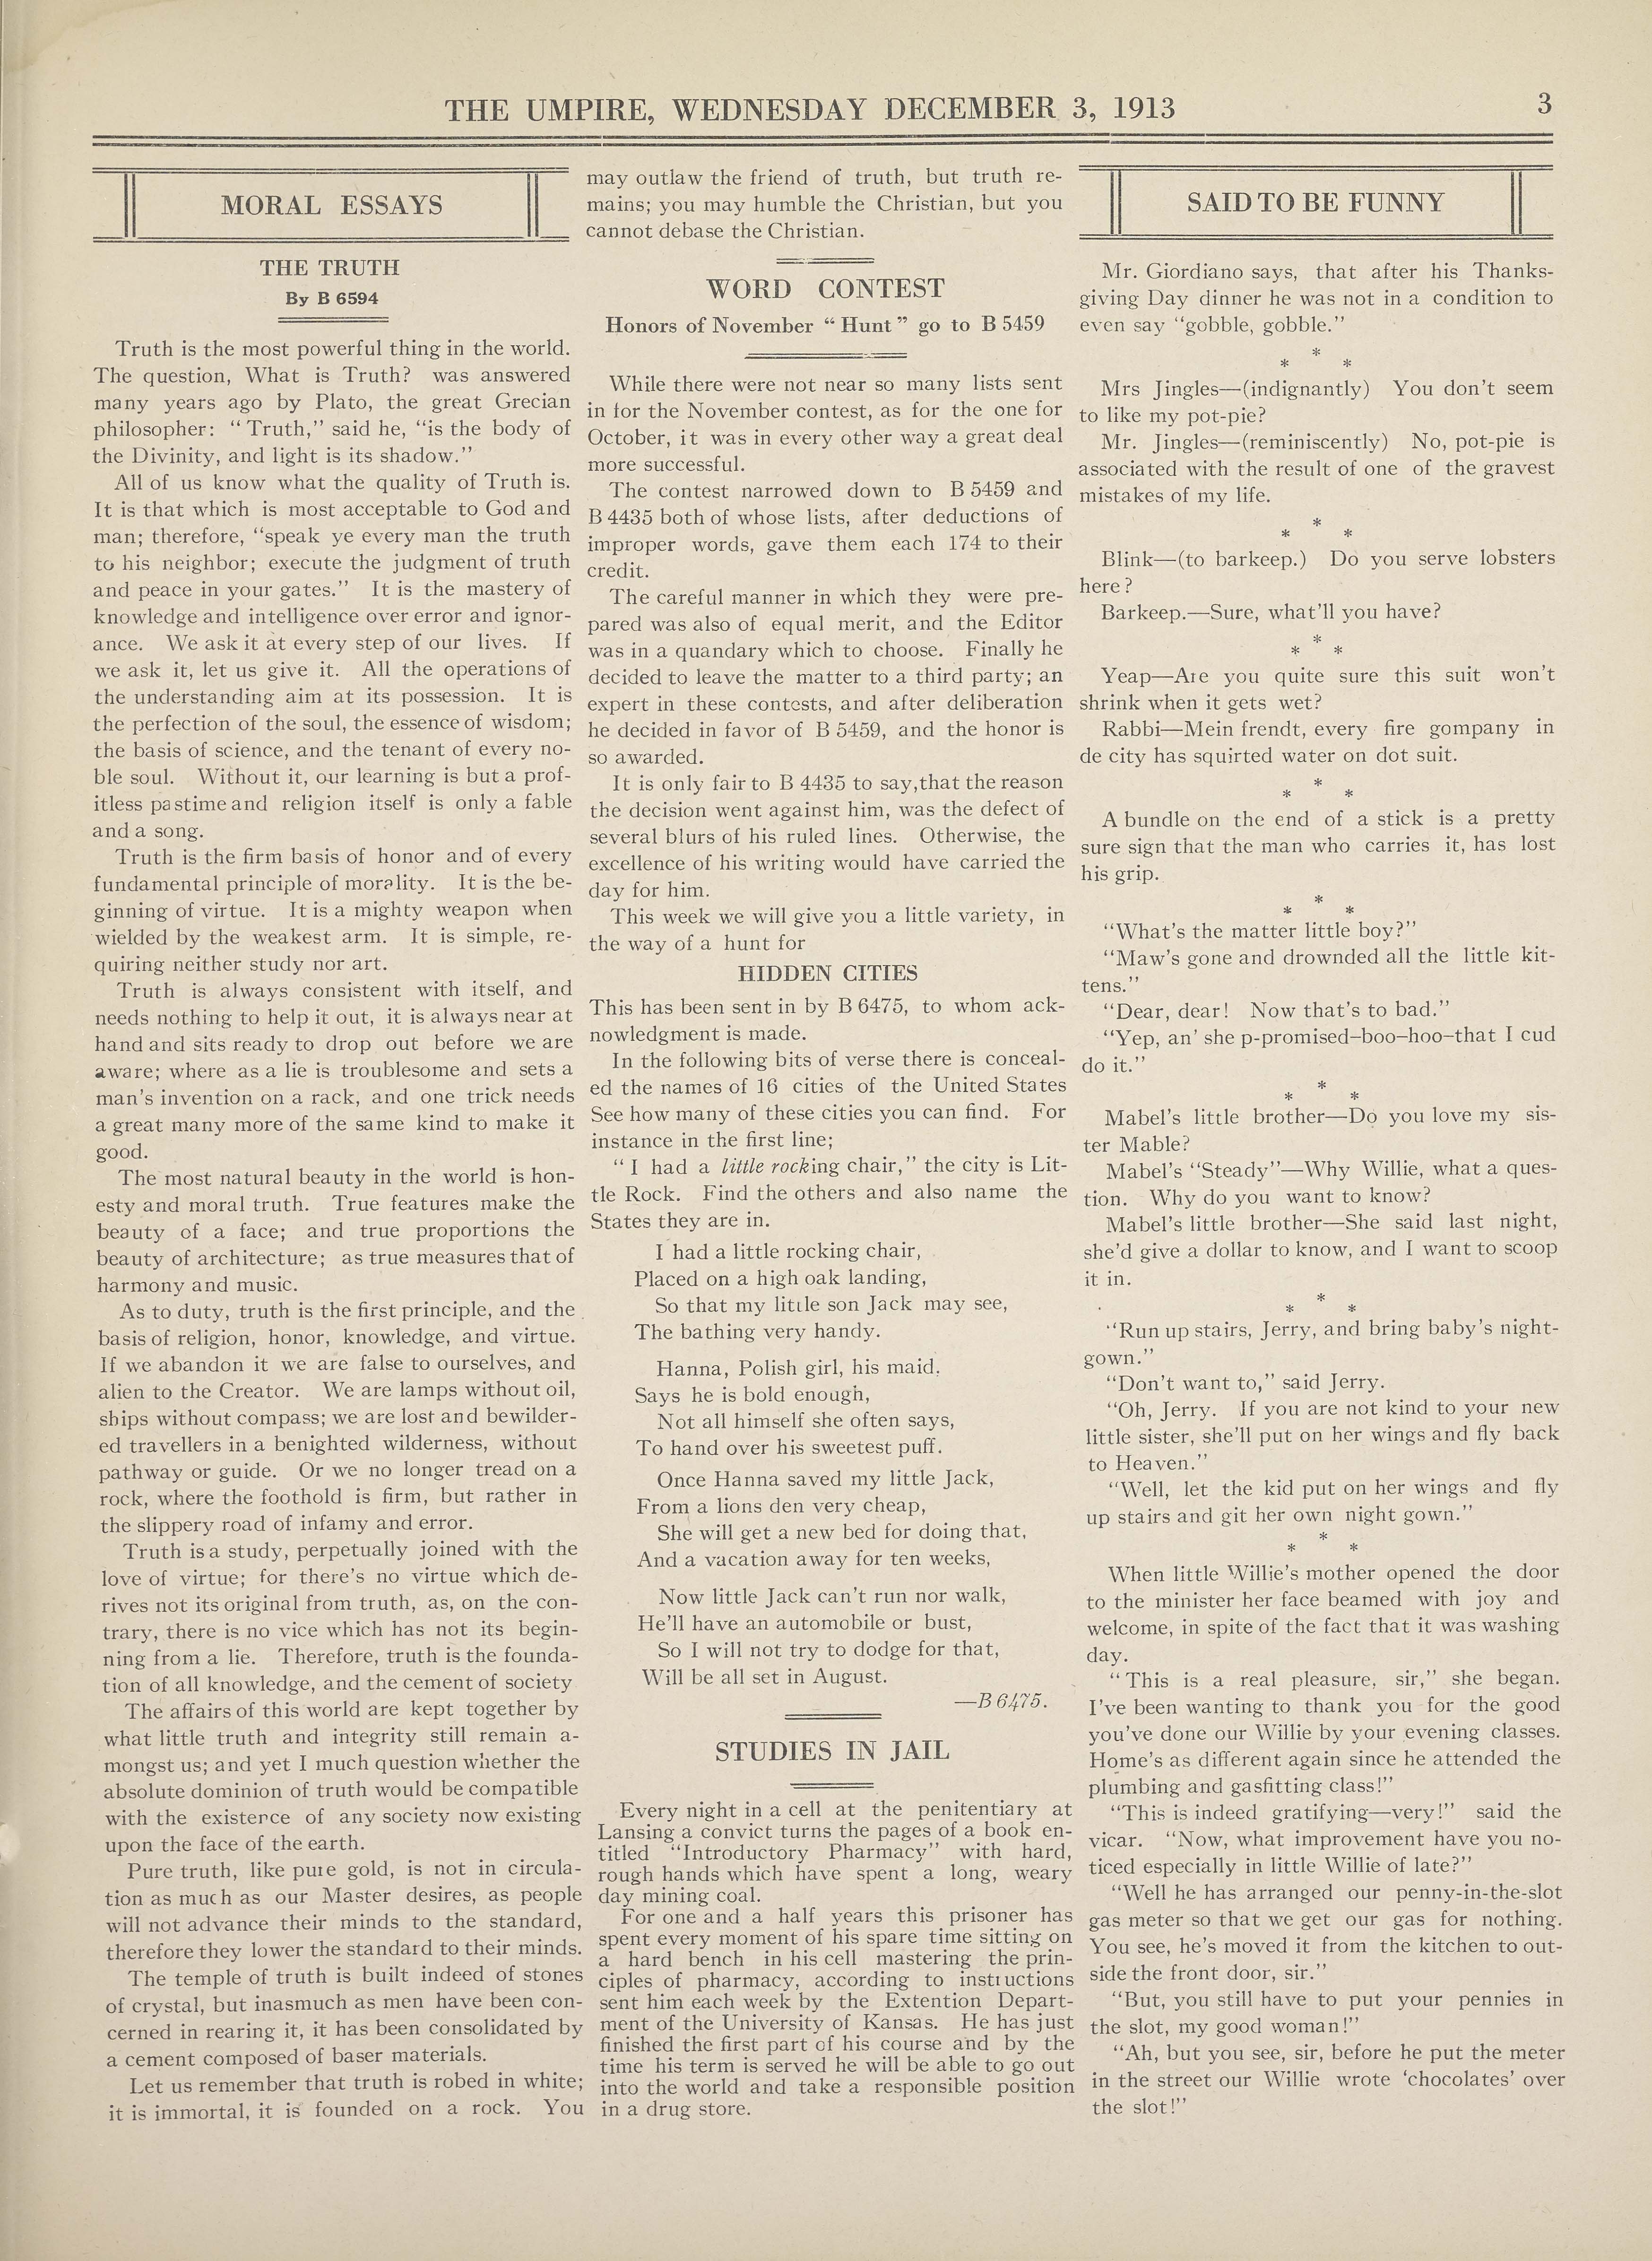 THE UMPIRE, WEDNESDAY DECEMBER 3, 1913
3
MORAL ESSAYS
THE TRUTH
By B 6594
Truth is the most powerful thing in the world.
The question, What is Truth? was answered
many years ago by Plato, the great Grecian
philosopher: "Truth," said he, "is the body of
the Divinity, and light is its shadow."
All of us know what the quality of Truth is.
It is that which is most acceptable to God and
man; therefore, "speak ye every man the truth
to his neighbor; execute the judgment of truth
and peace in your gates." It is the mastery of
knowledge and intelligence over error and ignor-
ance. We ask it at every step of our lives. If
we ask it, let us give it. All the operations of
the understanding aim at its possession. It is
the perfection of the soul, the essence of wisdom;
the basis of science, and the tenant of every no-
ble soul. Without it, our learning is but a prof-
itless pastime and religion itself is only a fable
and a song.
Truth is the firm basis of honor and of every
fundamental principle of morality. It is the be-
ginning of virtue. It is a mighty weapon when
wielded by the weakest arm. It is simple, re-
quiring neither study nor art.
Truth is always consistent with itself, and
needs nothing to help it out, it is always near at
hand and sits ready to drop out before we are
aware; where as a lie is troublesome and sets a
man's invention on a rack, and one trick needs
a great many more of the same kind to make it
good.
The most natural beauty in the world is hon-
esty and moral truth. True features make the
beauty of a face; and true proportions the
beauty of architecture; as true measures that of
harmony and music.
As to duty, truth is the first principle, and the
basis of religion, honor, knowledge, and virtue.
If we abandon it we are false to ourselves, and
alien to the Creator. We are lamps without oil,
ships without compass; we are lost and bewilder-
ed travellers in a benighted wilderness, without
pathway or guide. Or we no longer tread on a
rock, where the foothold is firm, but rather in
the slippery road of infamy and error.
Truth is a study, perpetually joined with the
love of virtue; for there's no virtue which de-
rives not its original from truth, as, on the con-
trary, there is no vice which has not its begin-
ning from a lie. Therefore, truth is the founda-
tion of all knowledge, and the cement of society
The affairs of this world are kept together by
what little truth and integrity still remain a-
mongst us; and yet I much question whether the
absolute dominion of truth would be compatible
with the existerce of any society now existing
upon the face of the earth.
Pure truth, like pure gold, is not in circula-
tion as much as our Master desires, as people
will not advance their minds to the standard,
therefore they lower the standard to their minds.
The temple of truth is built indeed of stones
of crystal, but inasmuch as men have been con-
cerned in rearing it, it has been consolidated by
a cement composed of baser materials.
Let us remember that truth is robed in white;
it is immortal, it is founded on a rock. You
may outlaw the friend of truth, but truth re-
mains; you may humble the Christian, but you
cannot debase the Christian.
WORD CONTEST
Honors of November "Hunt" go to B 5459
While there were not near so many lists sent
in for the November contest, as for the one for
October, it was in every other way a great deal
more successful.
The contest narrowed down to B 5459 and
B 4435 both of whose lists, after deductions of
improper words, gave them each 174 to their
credit.
The careful manner in which they were pre-
pared was also of equal merit, and the Editor
was in a quandary which to choose. Finally he
decided to leave the matter to a third party; an
expert in these contests, and after deliberation
he decided in favor of B 5459, and the honor is
so awarded.
It is only fair to B 4435 to say,that the reason
the decision went against him, was the defect of
several blurs of his ruled lines. Otherwise, the
excellence of his writing would have carried the
day for him.
This week we will give you a little variety, in
the way of a hunt for
HIDDEN CITIES
This has been sent in by B 6475, to whom ack-
nowledgment is made.
In the following bits of verse there is conceal-
ed the names of 16 cities of the United States
See how many of these cities you can find. For
instance in the first line;
"I had a little rocking chair," the city is Lit-
tle Rock. Find the others and also name the
States they are in.
I had a little rocking chair,
Placed on a high oak landing,
So that my little son Jack may see,
The bathing very handy.
Hanna, Polish girl, his maid.
Says he is bold enough,
Not all himself she often says,
To hand over his sweetest puff.
Once Hanna saved my little Jack,
From a lions den very cheap,
She will get a new bed for doing that,
And a vacation away for ten weeks,
Now little Jack can't run nor walk,
He'll have an automobile or bust,
So I will not try to dodge for that,
Will be all set in August.
—B 6475.
STUDIES IN JAIL
Every night in a cell at the penitentiary at
Lansing a convict turns the pages of a book en-
titled "Introductory Pharmacy" with hard,
rough hands which have spent a long, weary
day mining coal.
For one and a half years this prisoner has
spent every moment of his spare time sitting on
a hard bench in his cell mastering the prin-
ciples of pharmacy, according to instructions
sent him each week by the Extention Depart-
ment of the University of Kansas. He has just
finished the first part of his course and by the
time his term is served he will be able to go out
into the world and take a responsible position
in a drug store.
SAID TO BE FUNNY
Mr. Giordiano says, that after his Thanks-
giving Day dinner he was not in a condition to
even say "gobble, gobble."
*
* *
Mrs Jingles—(indignantly) You don't seem
to like my pot-pie?
Mr. Jingles—(reminiscently) No, pot-pie is
associated with the result of one of the gravest
mistakes of my life.
*
* *
Blink—(to barkeep.) Do you serve lobsters
here?
Barkeep.—Sure, what'll you have?
*
* *
Yeap—Are you quite sure this suit won't
shrink when it gets wet?
Rabbi—Mein frendt, every fire gompany in
de city has squirted water on dot suit.
*
* *
A bundle on the end of a stick is a pretty
sure sign that the man who carries it, has lost
his grip.
*
* *
"What's the matter little boy?"
"Maw's gone and drownded all the little kit-
tens."
"Dear, dear! Now that's to bad."
"Yep, an' she p-promised-boo-hoo-that I cud
do it."
*
* *
Mabel's little brother—Do you love my sis-
ter Mable?
Mabel's "Steady"—Why Willie, what a ques-
tion. Why do you want to know?
Mabel's little brother—She said last night,
she'd give a dollar to know, and I want to scoop
it in.
*
* *
"Run up stairs, Jerry, and bring baby's night-
gown."
"Don't want to," said Jerry.
"Oh, Jerry. If you are not kind to your new
little sister, she'll put on her wings and fly back
to Heaven."
"Well, let the kid put on her wings and fly
up stairs and git her own night gown."
*
* *
When little Willie's mother opened the door
to the minister her face beamed with joy and
welcome, in spite of the fact that it was washing
day.
"This is a real pleasure, sir," she began.
I've been wanting to thank you for the good
you've done our Willie by your evening classes.
Home's as different again since he attended the
plumbing and gasfitting class!"
"This is indeed gratifying—very!" said the
vicar. "Now, what improvement have you no-
ticed especially in little Willie of late?"
"Well he has arranged our penny-in-the-slot
gas meter so that we get our gas for nothing.
You see, he's moved it from the kitchen to out-
side the front door, sir."
"But, you still have to put your pennies in
the slot, my good woman!"
"Ah, but you see, sir, before he put the meter
in the street our Willie wrote 'chocolates' over
the slot!"